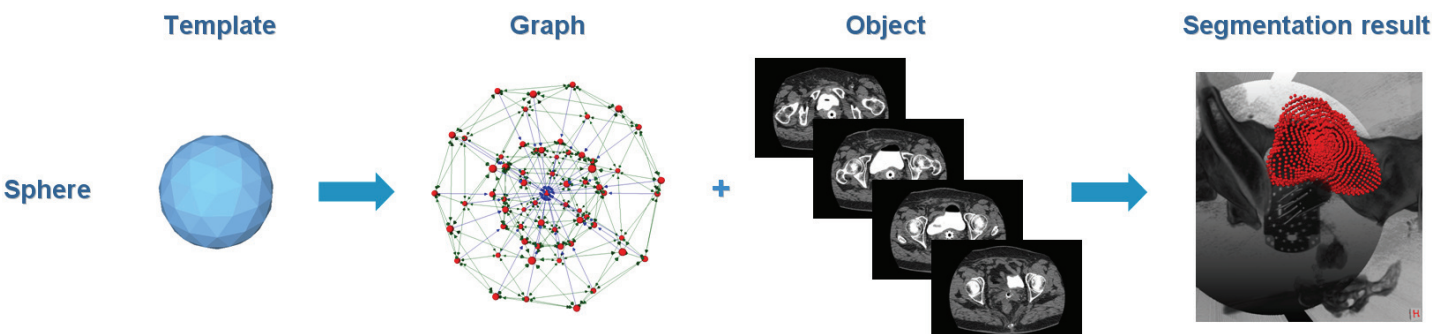 Template
Graph
Object
Segmentation result
Sphere
+
H